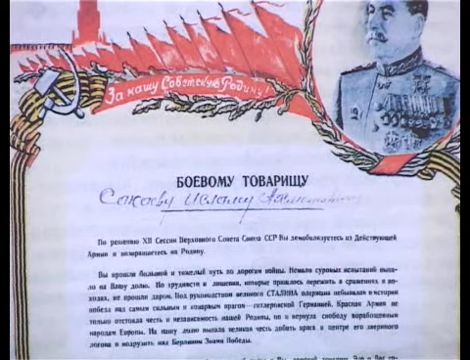 За нашу Советскую Родину!
БОЕВОМУ ТОВАРИЩУ
Исламу
По решению XII Сессии Верховного Совета Союза ССР Вы демобилизуетесь из Действующей
Армии и возвращаетесь на Родину.
Вы прошли большой и тяжелый путь по дорогам войны. Немало суровых испытаний выпа-
ло на Вашу долю. Но трудности и лишения, которые пришлось пережить в сражениях и по-
ходах, не прошли даром. Под руководством великого СТАЛИНА одержана небывалая в истории
победа над самым сильным и коварным врагом—гитлеровской Германией. Красная Армия не
только отстояла честь и независимость нашей Родины, но и вернула свободу порабощенным
народам Европы. На нашу долю выпала великая честь добить врага в центре его звериного
логова и водрузить над Берлином Знамя Победы.